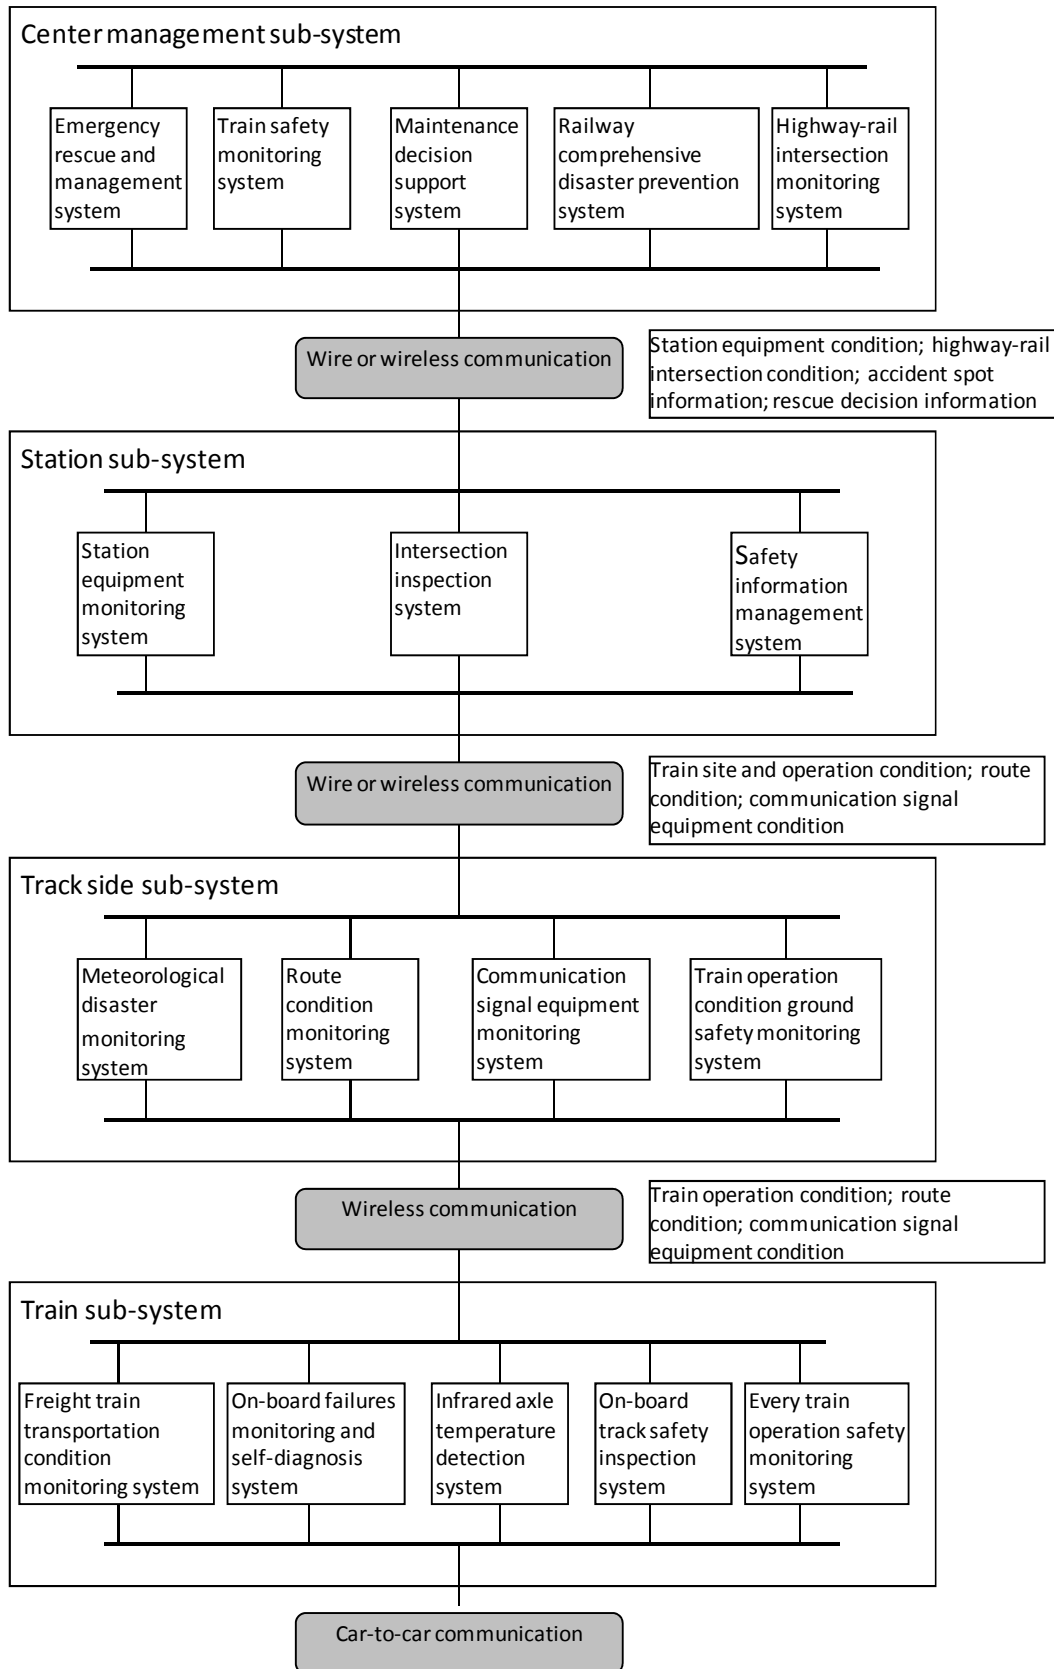 Center management sub-system
Emergency
rescue and
management
system
Train safety
monitoring
system
Maintenance
decision
support
system
Railway
comprehensive
disaster prevention
system
Highway-rail
intersection
monitoring
system
Wire or wireless communication
Station equipment condition; highway-rail
intersection condition; accident spot
information; rescue decision information
Station sub-system
Station
equipment
monitoring
system
Intersection
inspection
system
Safety
information
management
system
Wire or wireless communication
Train site and operation condition; route
condition; communication signal
equipment condition
Track side sub-system
Meteorological
disaster
monitoring
system
Route
condition
monitoring
system
Communication
signal equipment
monitoring
system
Train operation
condition ground
safety monitoring
system
Wireless communication
Train operation condition; route
condition; communication signal
equipment condition
Train sub-system
Freight train
transportation
condition
monitoring system
On-board failures
monitoring and
self-diagnosis
system
Infrared axle
temperature
detection
system
On-board
track safety
inspection
system
Every train
operation safety
monitoring
system
Car-to-car communication